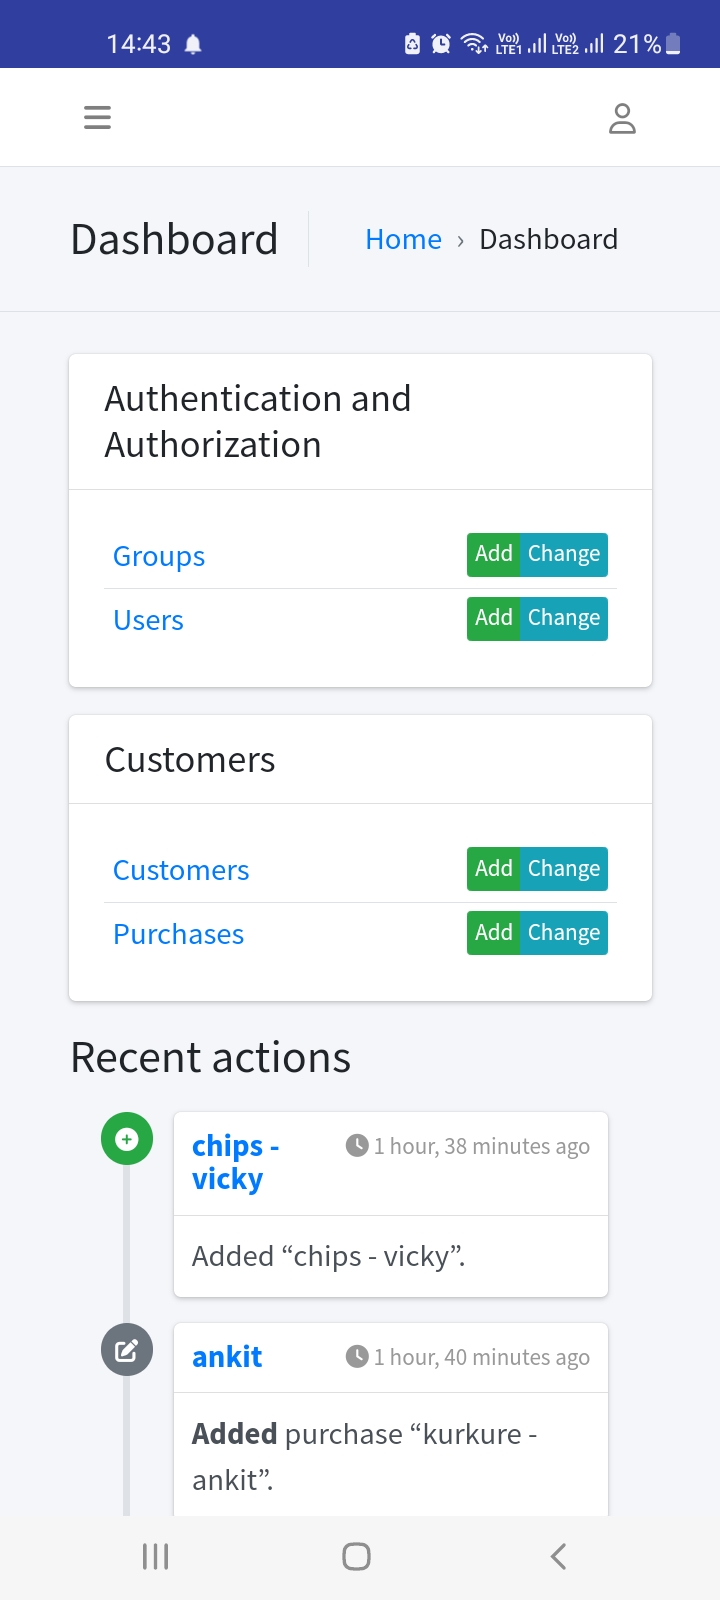 14:43 Vo)) LTE1 Vo)) LTE2 21%
Dashboard Home › Dashboard
Authentication and
Authorization
Groups Add Change
Users Add Change
Customers
Customers Add Change
Purchases Add Change
Recent actions
chips - 1 hour, 38 minutes ago
vicky
Added “chips - vicky”.
ankit 1 hour, 40 minutes ago
Added purchase “kurkure -
ankit”.